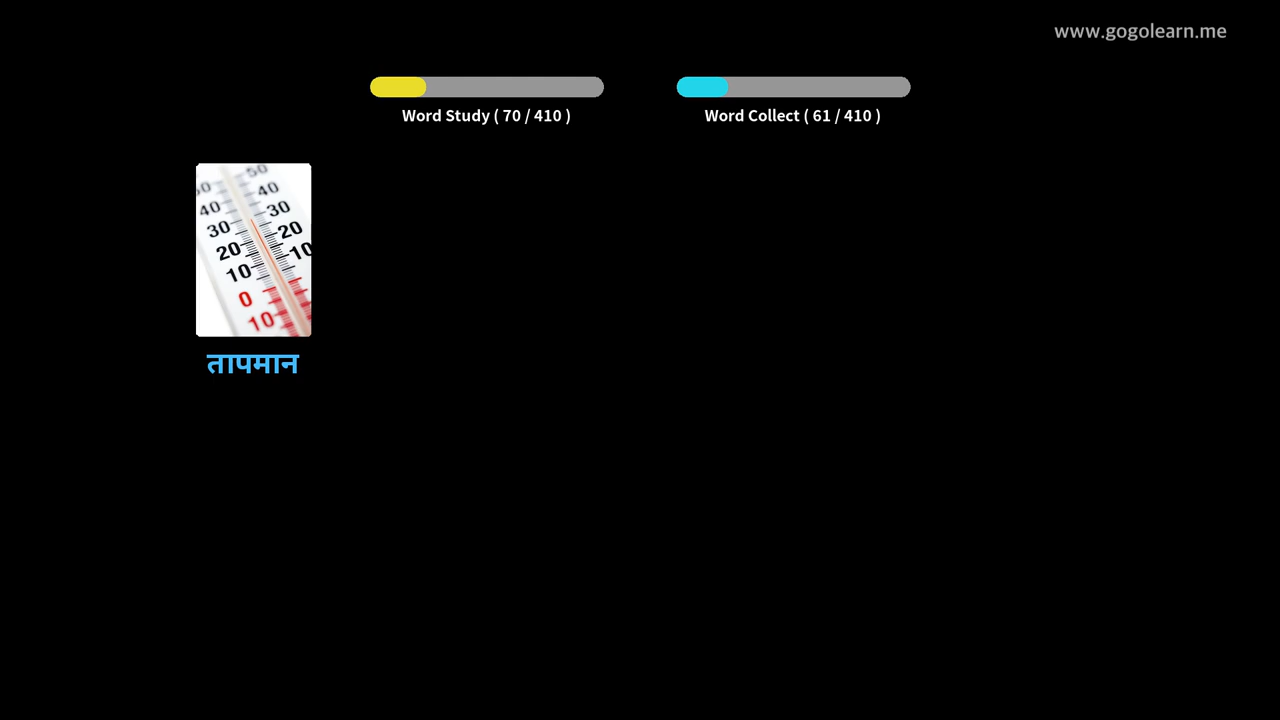 www.gogolearn.me
Word Study ( 70 / 410 )
Word Collect ( 61 / 410 )
50
40
40
30
30
20
20
10
10
0
10
तापमान